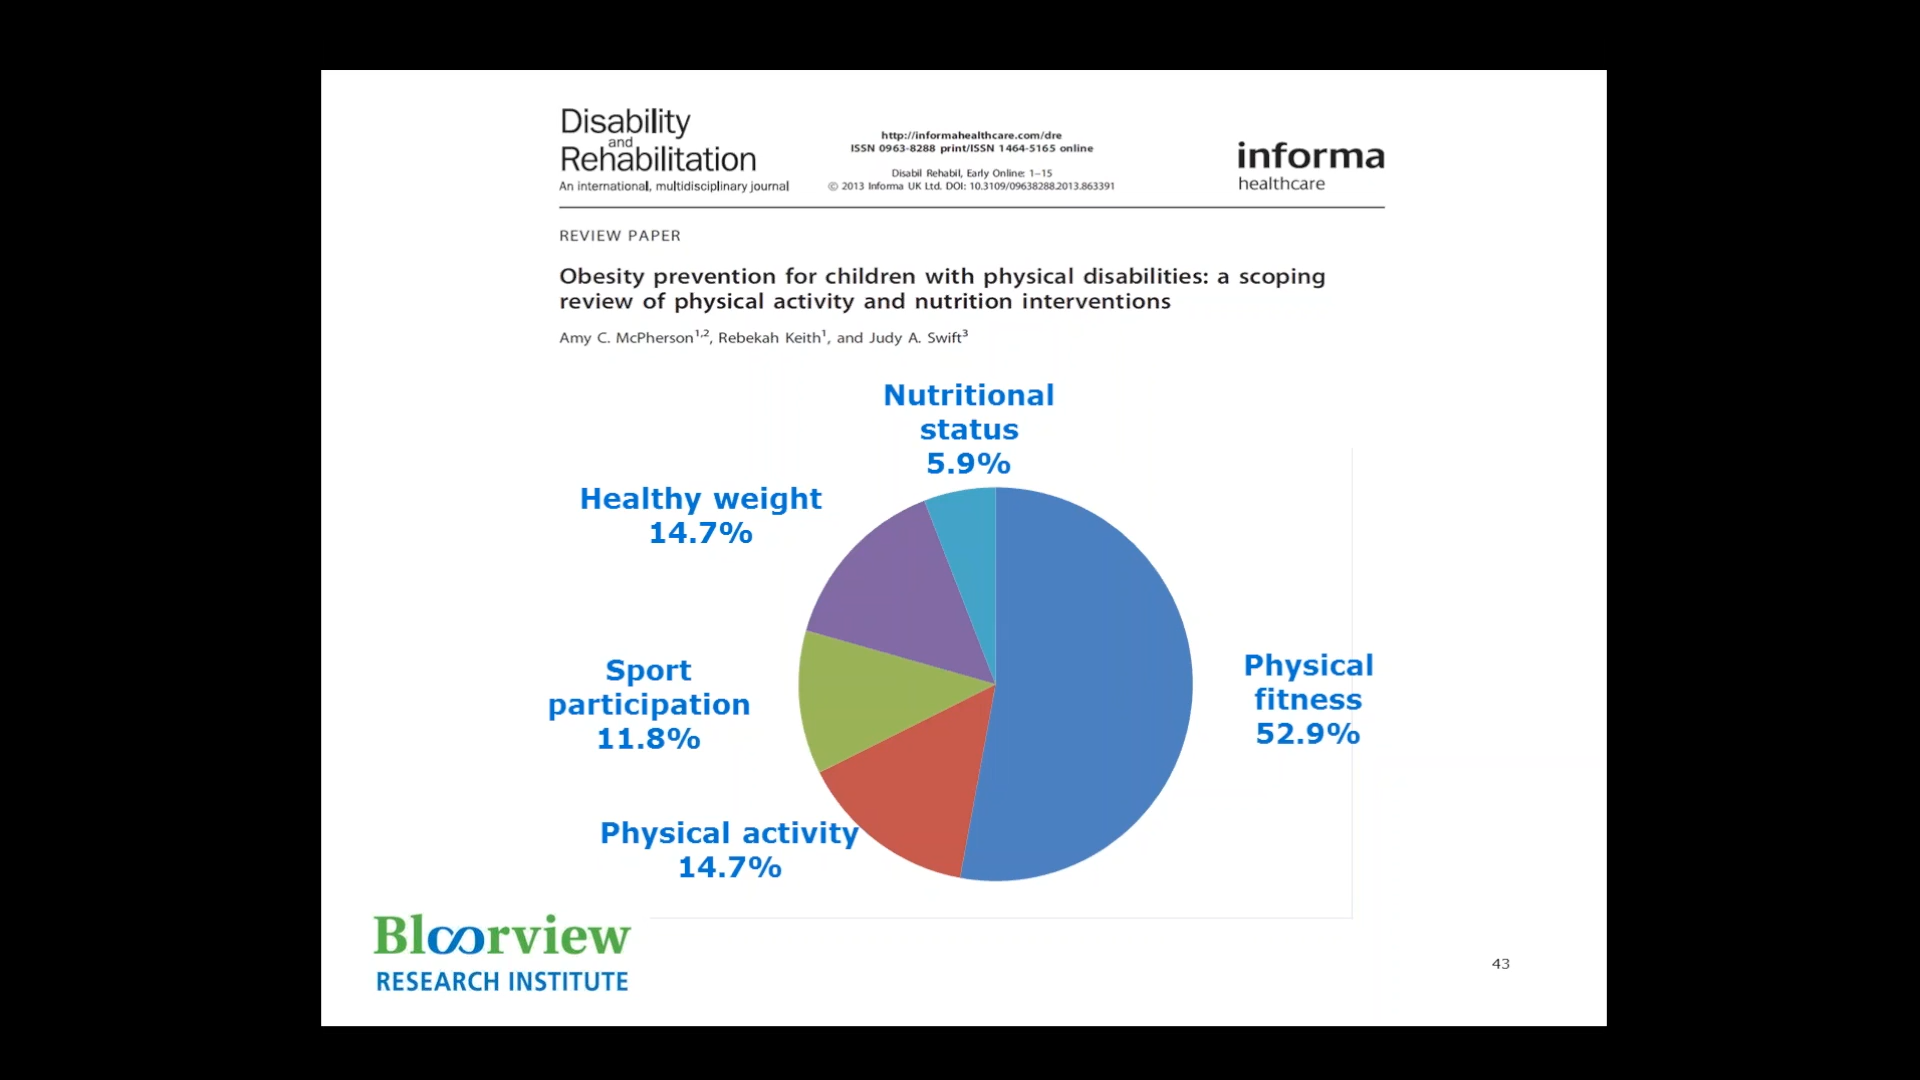 Disability
and
Rehabilitation
An international, multidisciplinary journal
http://informahealthcare.com/dre
ISSN 0963-8288 print/ISSN 1464-5165 online
Disabil Rehabil, Early Online: 1–15
© 2013 Informa UK Ltd. DOI: 10.3109/09638288.2013.863391
informa
healthcare
REVIEW PAPER
Obesity prevention for children with physical disabilities: a scoping
review of physical activity and nutrition interventions
Amy C. McPherson1,2, Rebekah Keith1, and Judy A. Swift3
Nutritional
status
5.9%
Healthy weight
14.7%
Sport
participation
11.8%
Physical
fitness
52.9%
Physical activity
14.7%
Bloorview
RESEARCH INSTITUTE
43